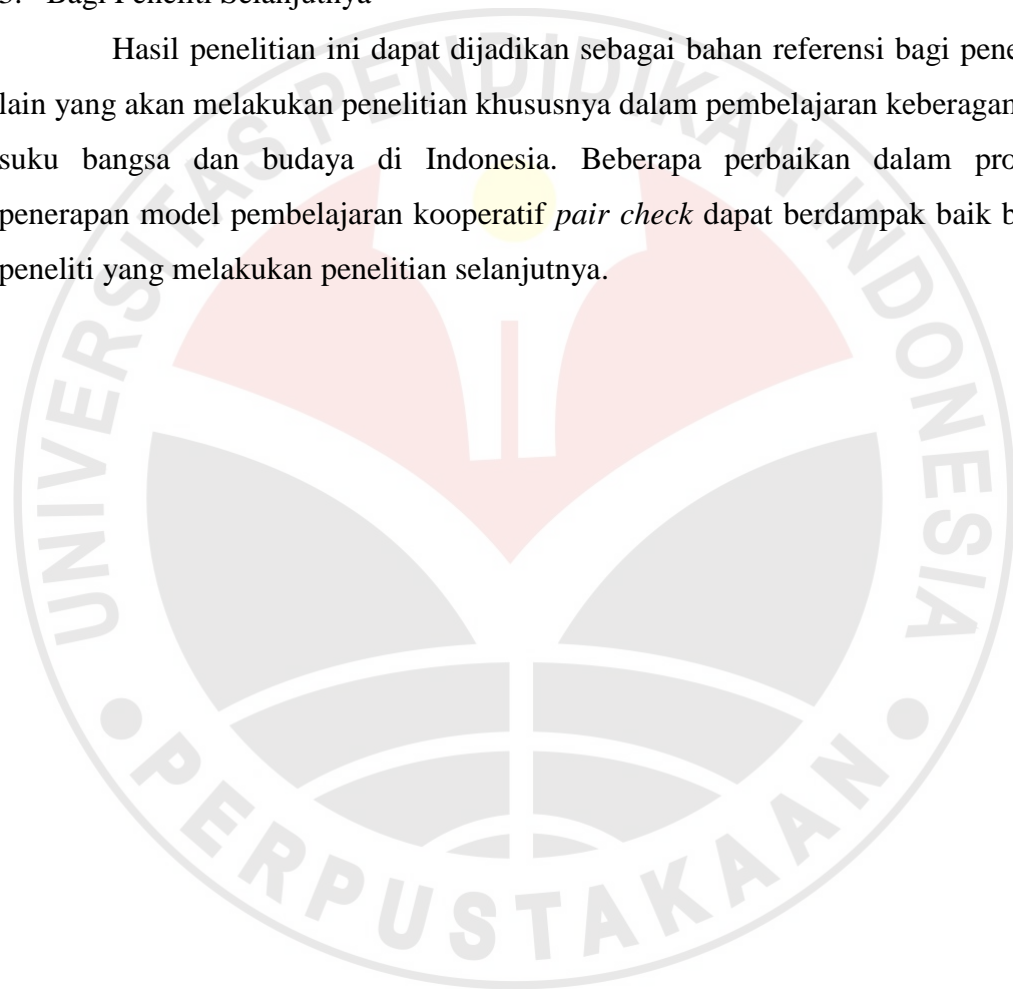 Bagi Peneliti Selanjutnya
Hasil penelitian ini dapat dijadikan sebagai bahan referensi bagi pene
lain yang akan melakukan penelitian khususnya dalam pembelajaran keberagan
suku bangsa dan budaya di Indonesia. Beberapa perbaikan dalam pro
penerapan model pembelajaran kooperatif pair check dapat berdampak baik b
peneliti yang melakukan penelitian selanjutnya.
UNIVERSITAS PENDIDIKAN INDONESIA
PERPUSTAKAAN